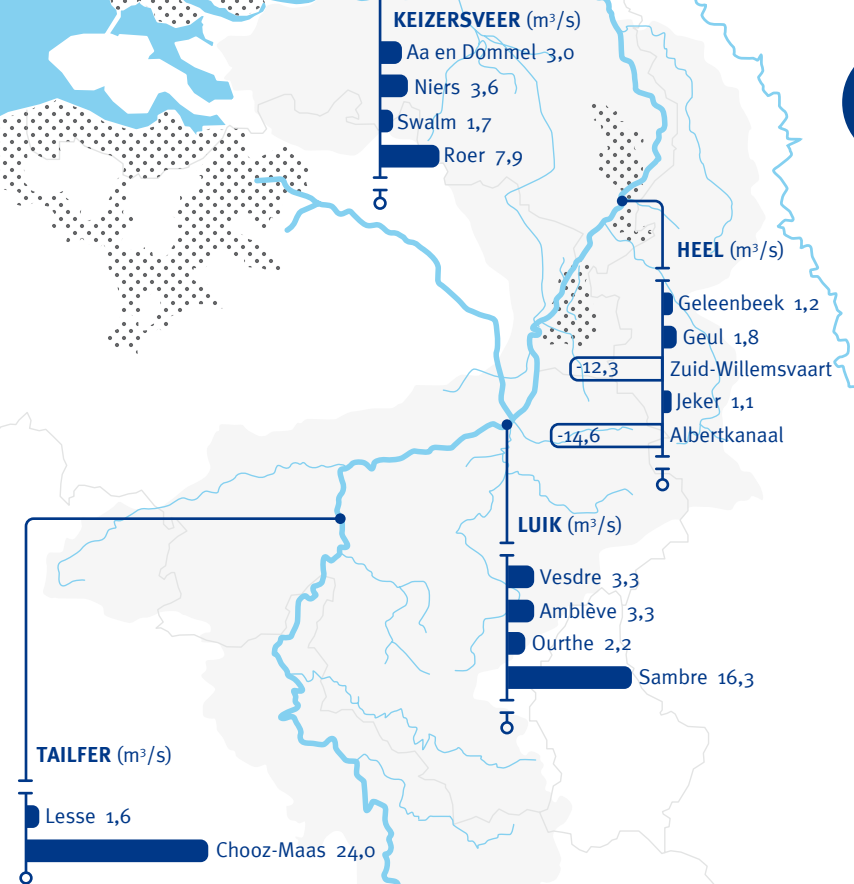 KEIZERSVEER (m³/s)
Aa en Dommel 3,0
Niers 3,6
Swalm 1,7
Roer 7,9
HEEL (m³/s)
Geleenbeek 1,2
Geul 1,8
-12,3 Zuid-Willemsvaart
Jeker 1,1
-14,6 Albertkanaal
LUIK (m³/s)
Vesdre 3,3
Amblève 3,3
Ourthe 2,2
Sambre 16,3
TAILFER (m³/s)
Lesse 1,6
Chooz-Maas 24,0